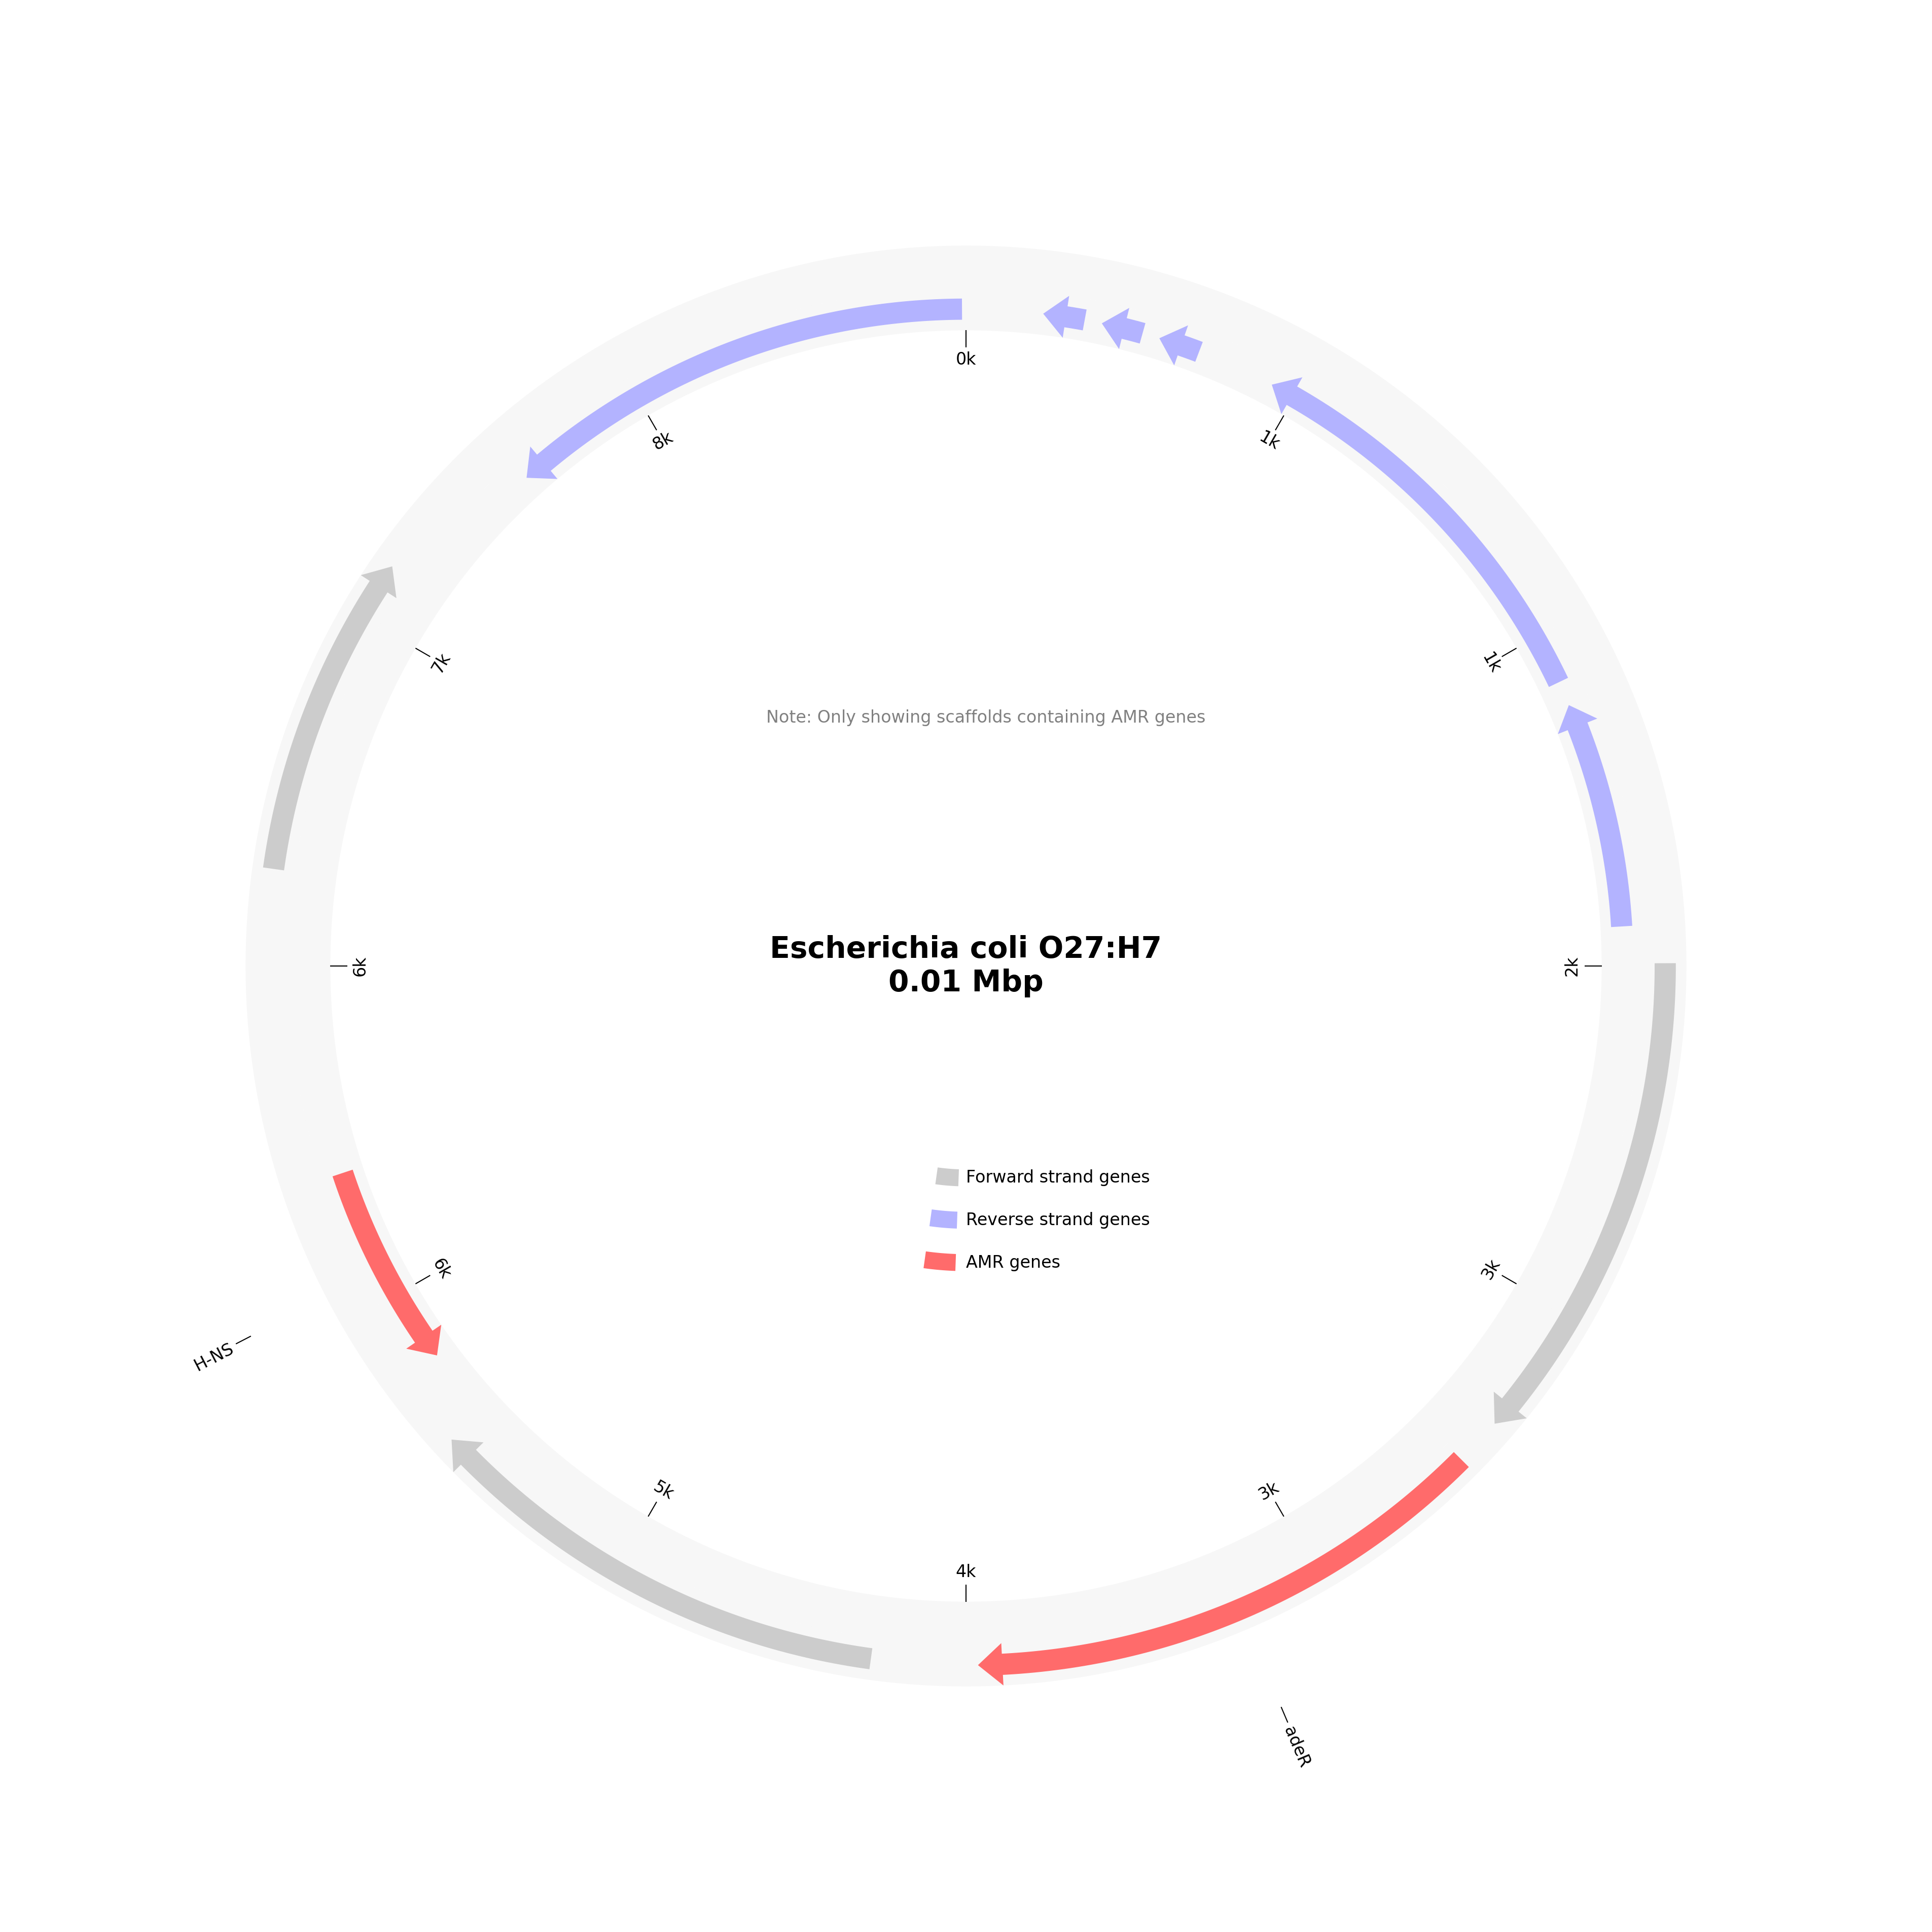 0k
8k
1k
7k
1k
Note: Only showing scaffolds containing AMR genes
Escherichia coli O27:H7
0.01 Mbp
6k
2k
Forward strand genes
Reverse strand genes
AMR genes
6k
3k
H-NS
5k
3k
4k
adeR